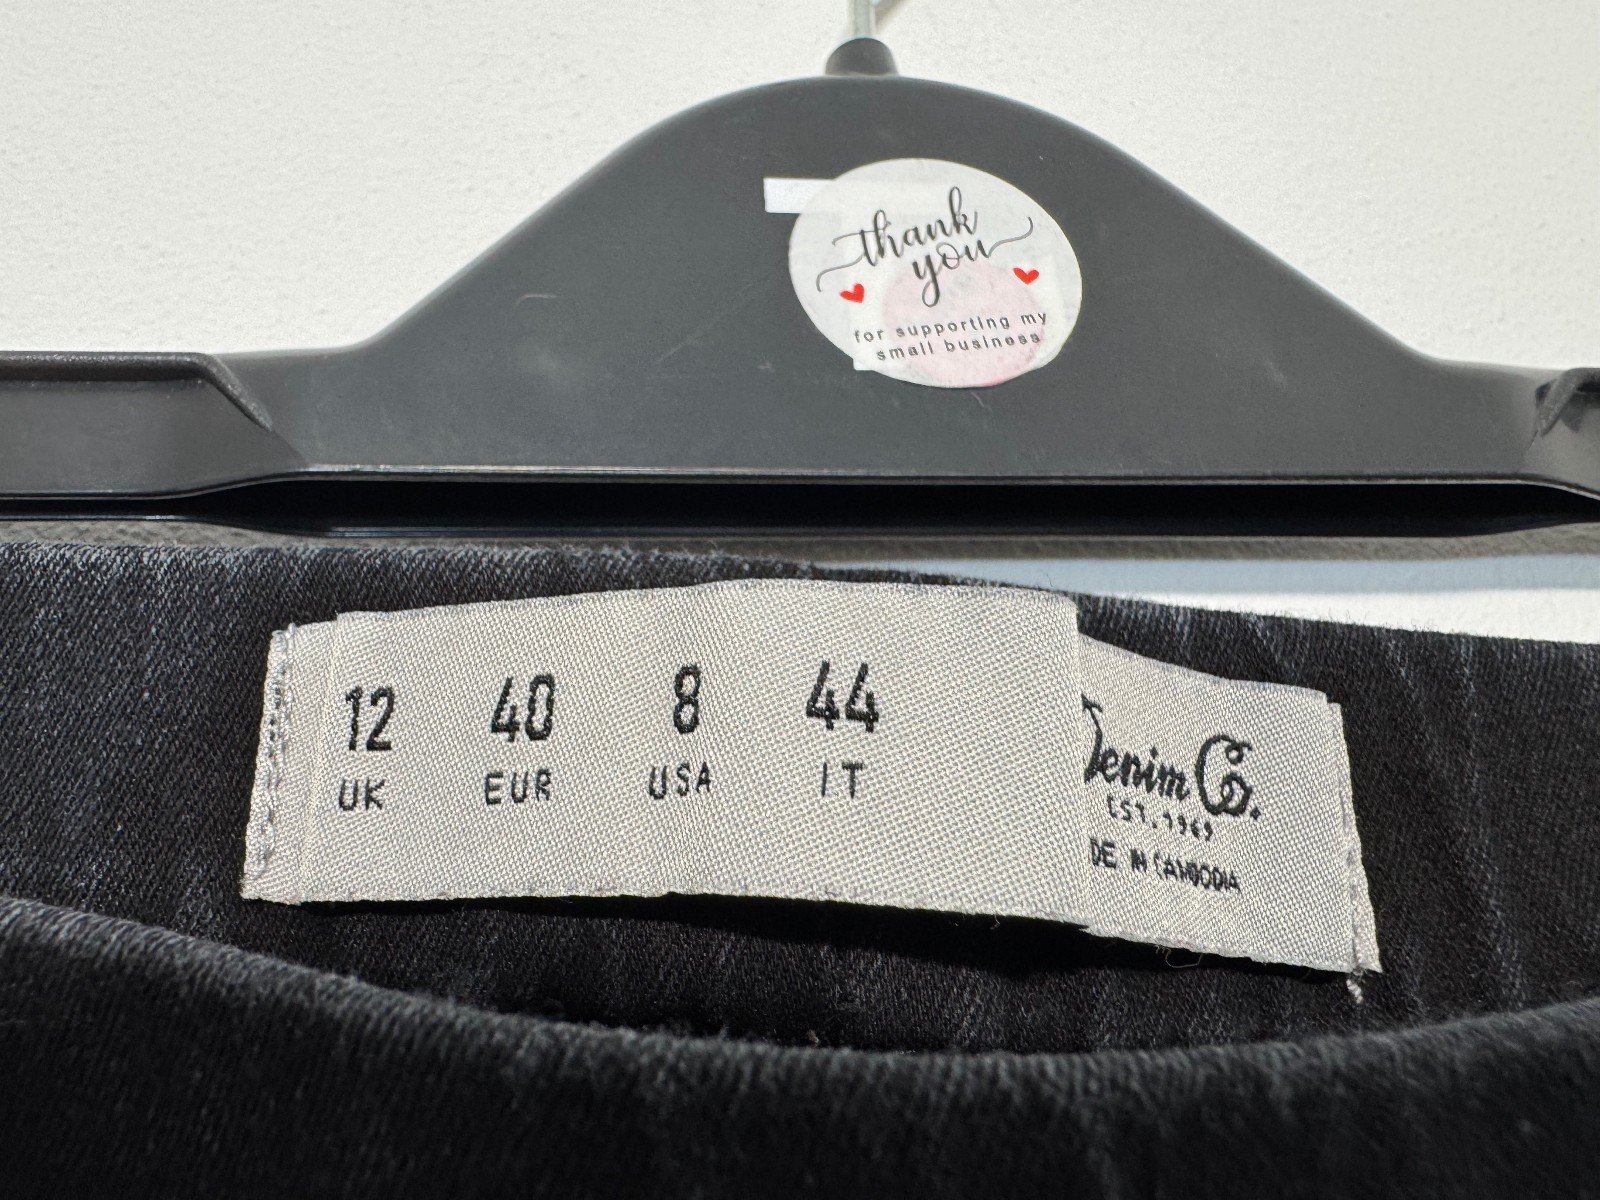 thank
you
for supporting my
small business
12 40 8 44
UK EUR USA IT
Denim Co.
EST. 1969
DE IN CAMBODIA